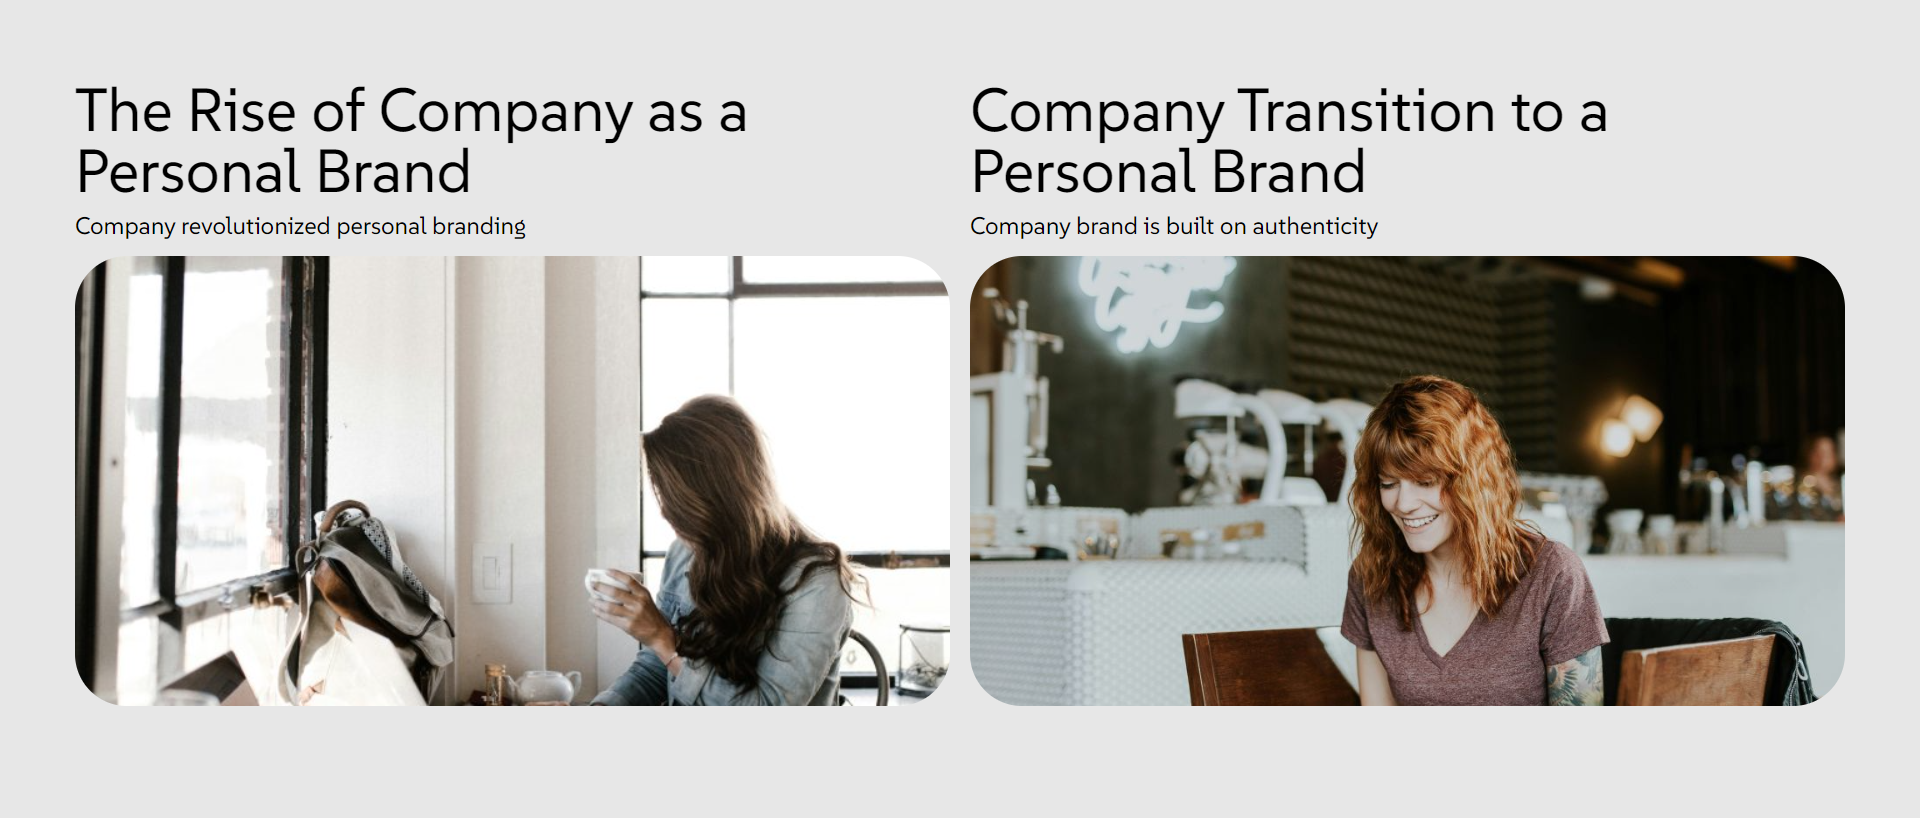 The Rise of Company as a
Personal Brand
Company revolutionized personal branding
Company Transition to a
Personal Brand
Company brand is built on authenticity